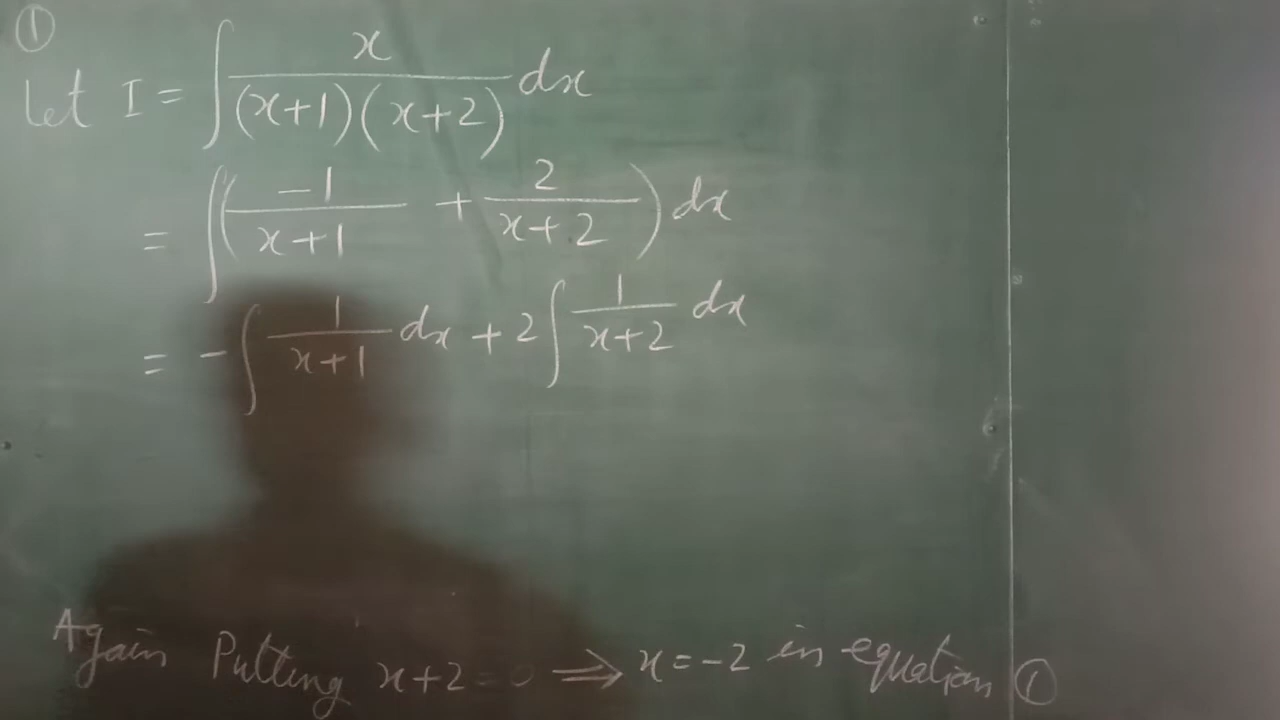 ①
Let I = ∫ x/((x+1)(x+2)) dx
= ∫ (-1/(x+1) + 2/(x+2)) dx
= -∫ 1/(x+1) dx + 2∫ 1/(x+2) dx
Again Putting x+2=0 ⇒ x=-2 in equation ①